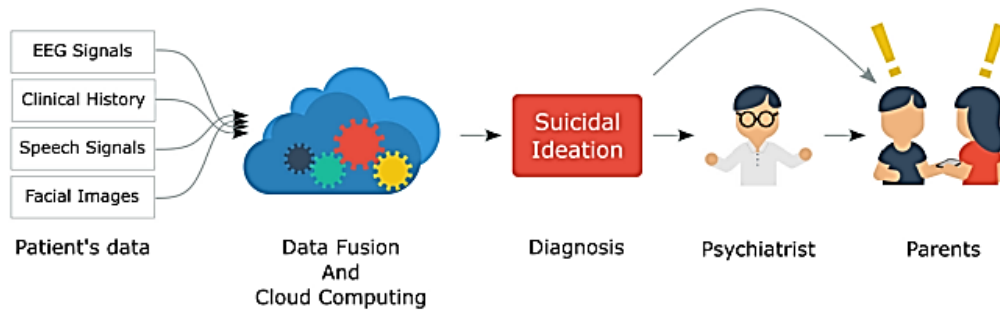 EEG Signals
Clinical History
Speech Signals
Facial Images
Patient's data
Data Fusion
And
Cloud Computing
Suicidal
Ideation
Diagnosis
Psychiatrist
Parents
! !